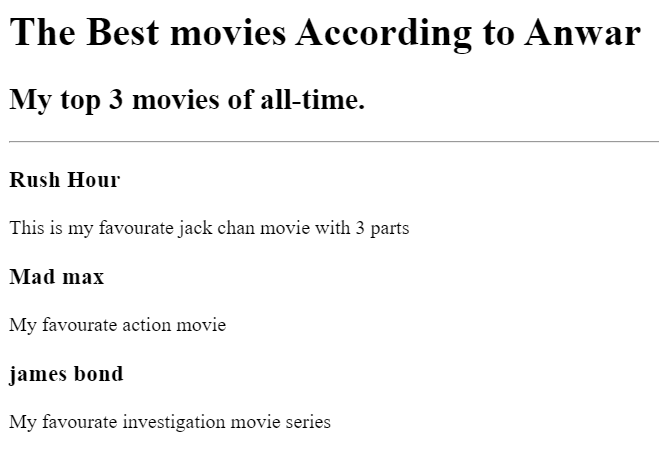 The Best movies According to Anwar
My top 3 movies of all-time.
Rush Hour
This is my favourate jack chan movie with 3 parts
Mad max
My favourate action movie
james bond
My favourate investigation movie series